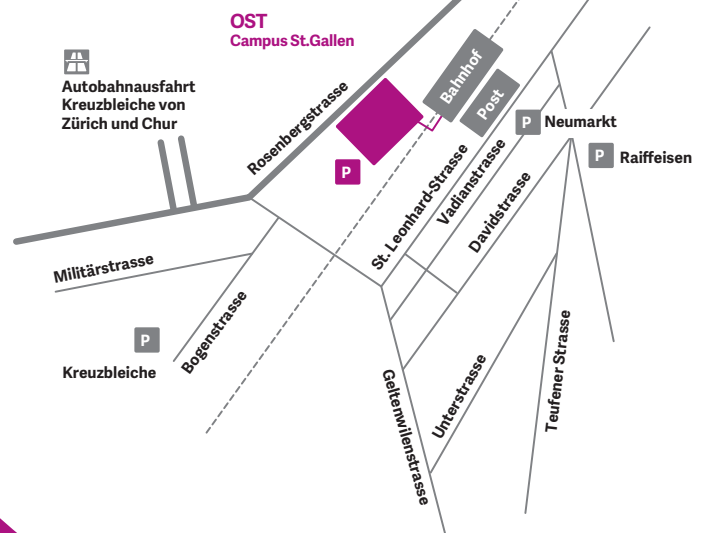 OST
Campus St.Gallen
Autobahnausfahrt
Kreuzbleiche von
Zürich und Chur
Rosenbergstrasse
Bahnhof
Post
P
Neumarkt
P
Raiffeisen
P
St. Leonhard-Strasse
Vadianstrasse
Davidstrasse
Militärstrasse
Bogenstrasse
P
Kreuzbleiche
Geltenwilenstrasse
Unterstrasse
Teufener Strasse